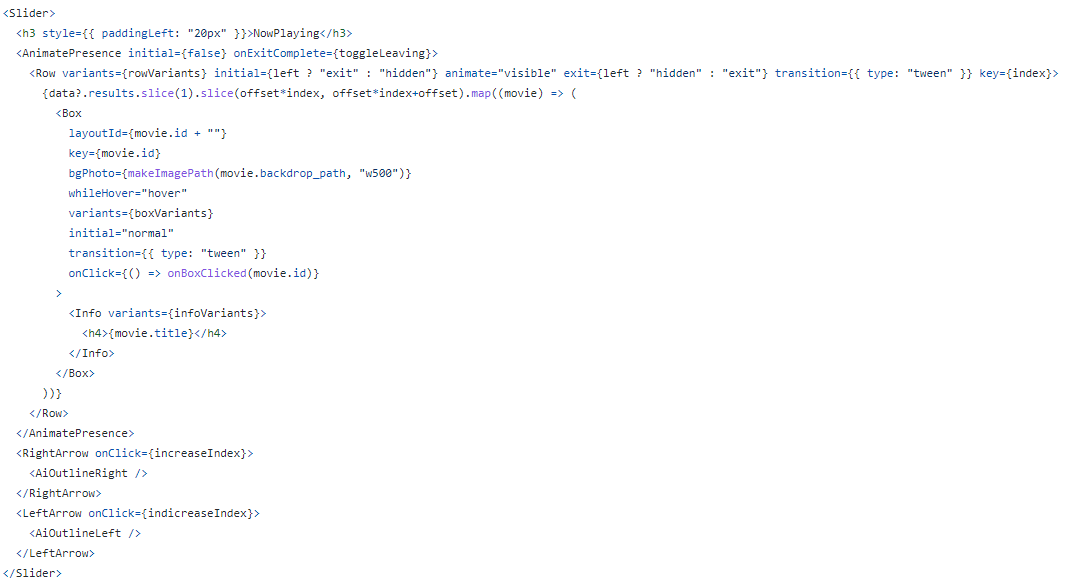 <Slider>
  <h3 style={{ paddingLeft: "20px" }}>NowPlaying</h3>
  <AnimatePresence initial={false} onExitComplete={toggleLeaving}>
    <Row variants={rowVariants} initial={left ? "exit" : "hidden"} animate="visible" exit={left ? "hidden" : "exit"} transition={{ type: "tween" }} key={index}>
      {data?.results.slice(1).slice(offset*index, offset*index+offset).map((movie) => (
        <Box
          layoutId={movie.id + ""}
          key={movie.id}
          bgPhoto={makeImagePath(movie.backdrop_path, "w500")}
          whileHover="hover"
          variants={boxVariants}
          initial="normal"
          transition={{ type: "tween" }}
          onClick={() => onBoxClicked(movie.id)}
        >
          <Info variants={infoVariants}>
            <h4>{movie.title}</h4>
          </Info>
        </Box>
      ))}
    </Row>
  </AnimatePresence>
  <RightArrow onClick={increaseIndex}>
    <AiOutlineRight />
  </RightArrow>
  <LeftArrow onClick={indicreaseIndex}>
    <AiOutlineLeft />
  </LeftArrow>
</Slider>